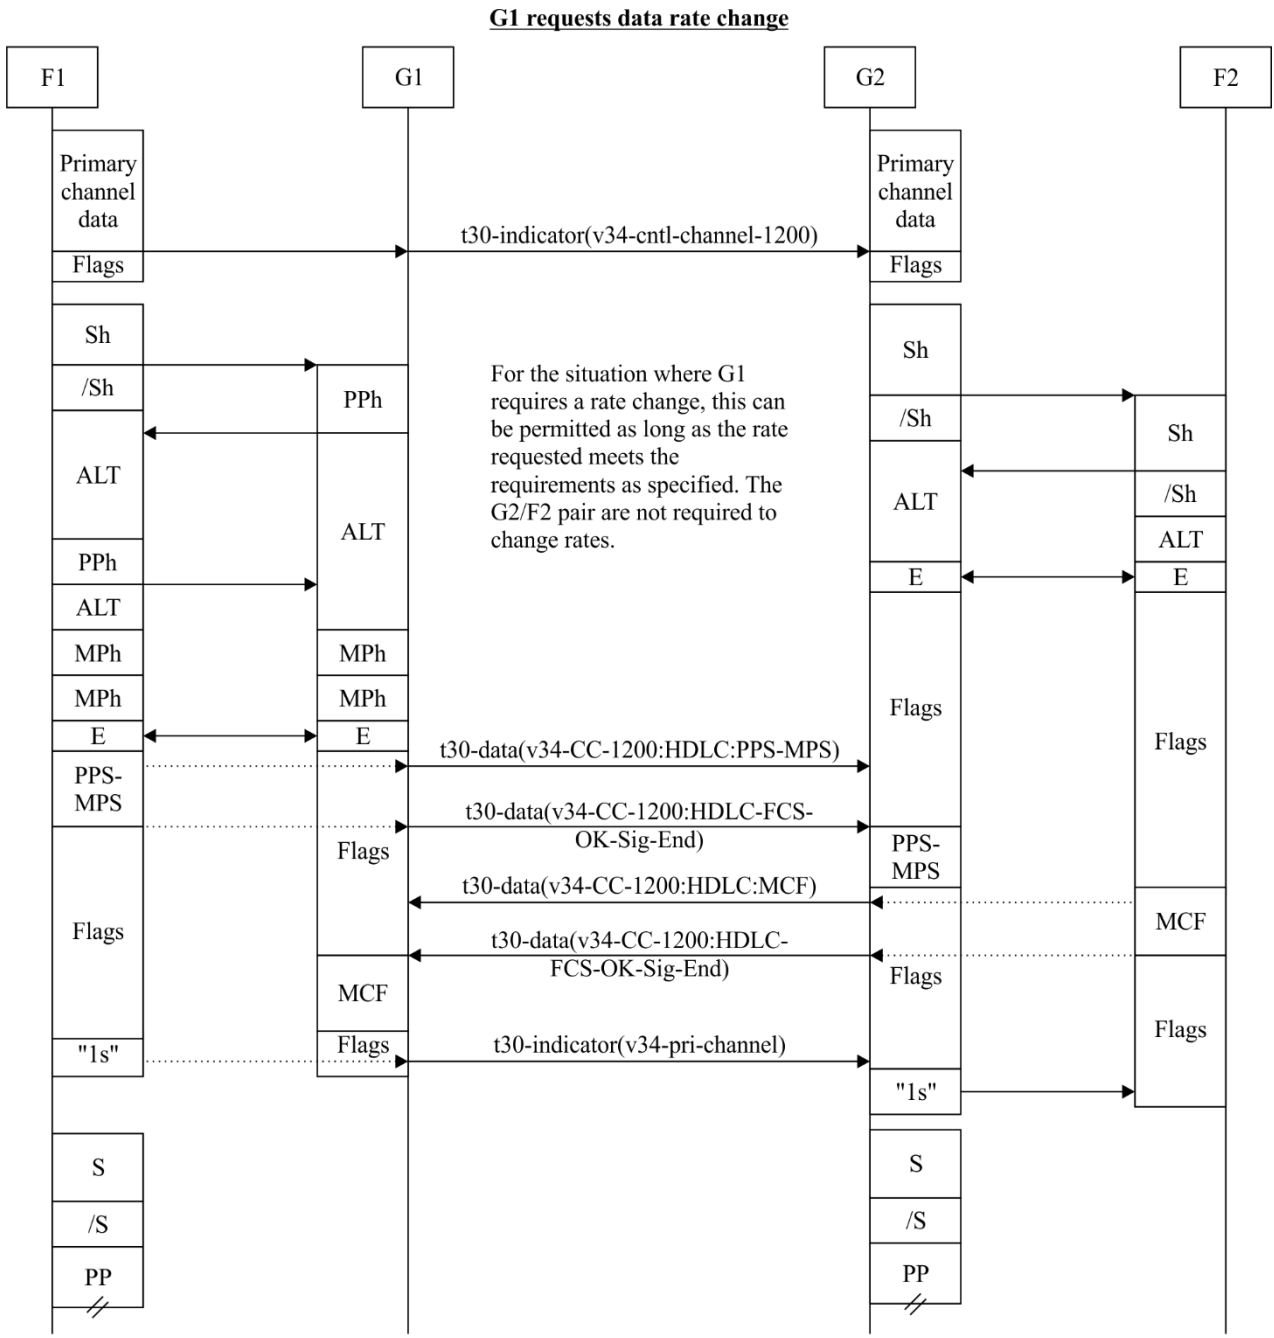 G1 requests data rate change
F1
G1
G2
F2
Primary
channel
data
Primary
channel
data
t30-indicator(v34-cntl-channel-1200)
Flags
Flags
Sh
Sh
/Sh
PPh
For the situation where G1
requires a rate change, this can
be permitted as long as the rate
requested meets the
requirements as specified. The
G2/F2 pair are not required to
change rates.
/Sh
Sh
ALT
ALT
ALT
/Sh
ALT
PPh
E
E
ALT
MPh
MPh
MPh
MPh
Flags
E
E
Flags
t30-data(v34-CC-1200:HDLC:PPS-MPS)
PPS-
MPS
t30-data(v34-CC-1200:HDLC-FCS-
OK-Sig-End)
Flags
PPS-
MPS
t30-data(v34-CC-1200:HDLC:MCF)
Flags
MCF
t30-data(v34-CC-1200:HDLC-
FCS-OK-Sig-End)
Flags
MCF
Flags
"1s"
Flags
t30-indicator(v34-pri-channel)
"1s"
S
S
/S
/S
PP
PP